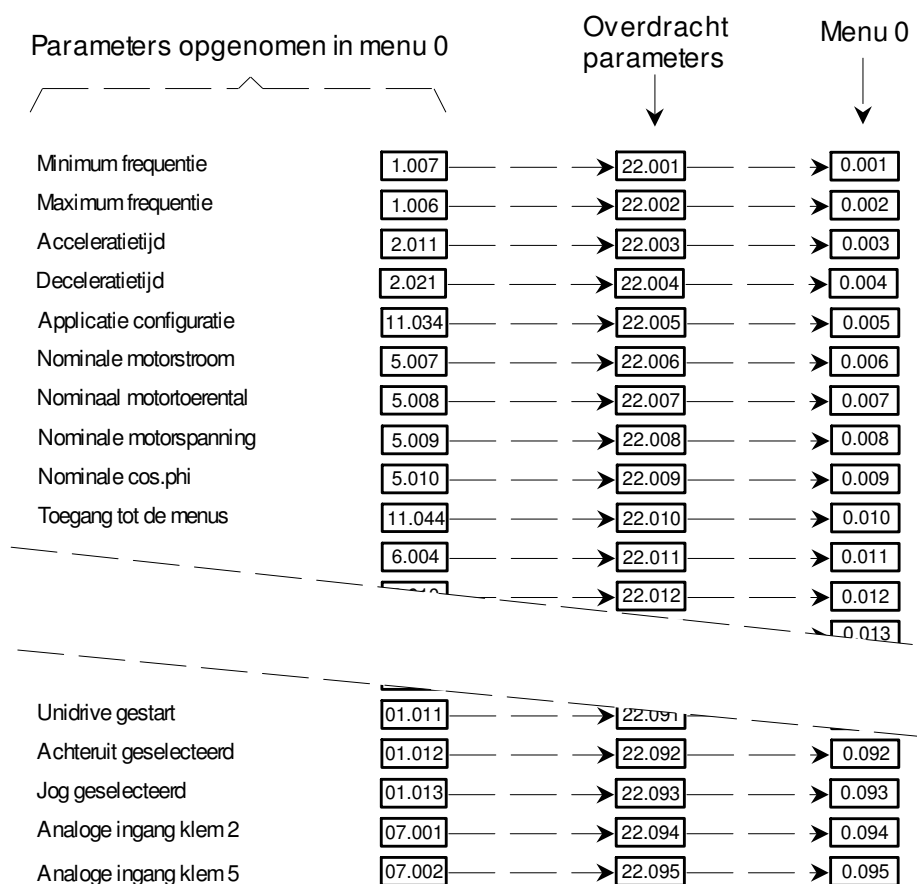 Parameters opgenomen in menu 0
Overdracht
parameters
Menu 0
Minimum frequentie 1.007 22.001 0.001
Maximum frequentie 1.006 22.002 0.002
Acceleratietijd 2.011 22.003 0.003
Deceleratietijd 2.021 22.004 0.004
Applicatie configuratie 11.034 22.005 0.005
Nominale motorstroom 5.007 22.006 0.006
Nominaal motortoerental 5.008 22.007 0.007
Nominale motorspanning 5.009 22.008 0.008
Nominale cos.phi 5.010 22.009 0.009
Toegang tot de menus 11.044 22.010 0.010
6.004 22.011 0.011
22.012 0.012
0.013
Unidrive gestart 01.011 22.091
Achteruit geselecteerd 01.012 22.092 0.092
Jog geselecteerd 01.013 22.093 0.093
Analoge ingang klem 2 07.001 22.094 0.094
Analoge ingang klem 5 07.002 22.095 0.095